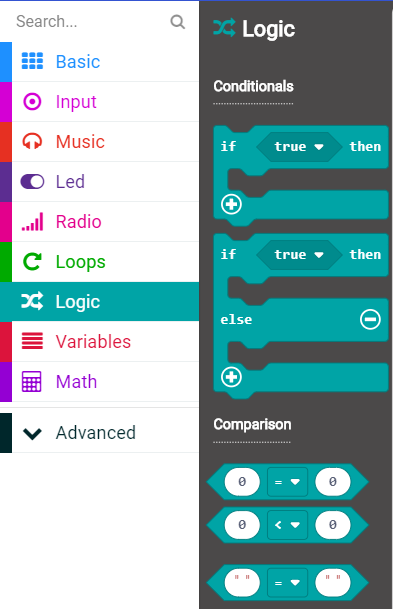 Search...
Basic
Input
Music
Led
Radio
Loops
Logic
Variables
Math
Advanced
Logic
Conditionals
if true then
if true then
else
Comparison
0 = 0
0 < 0
" " = " "